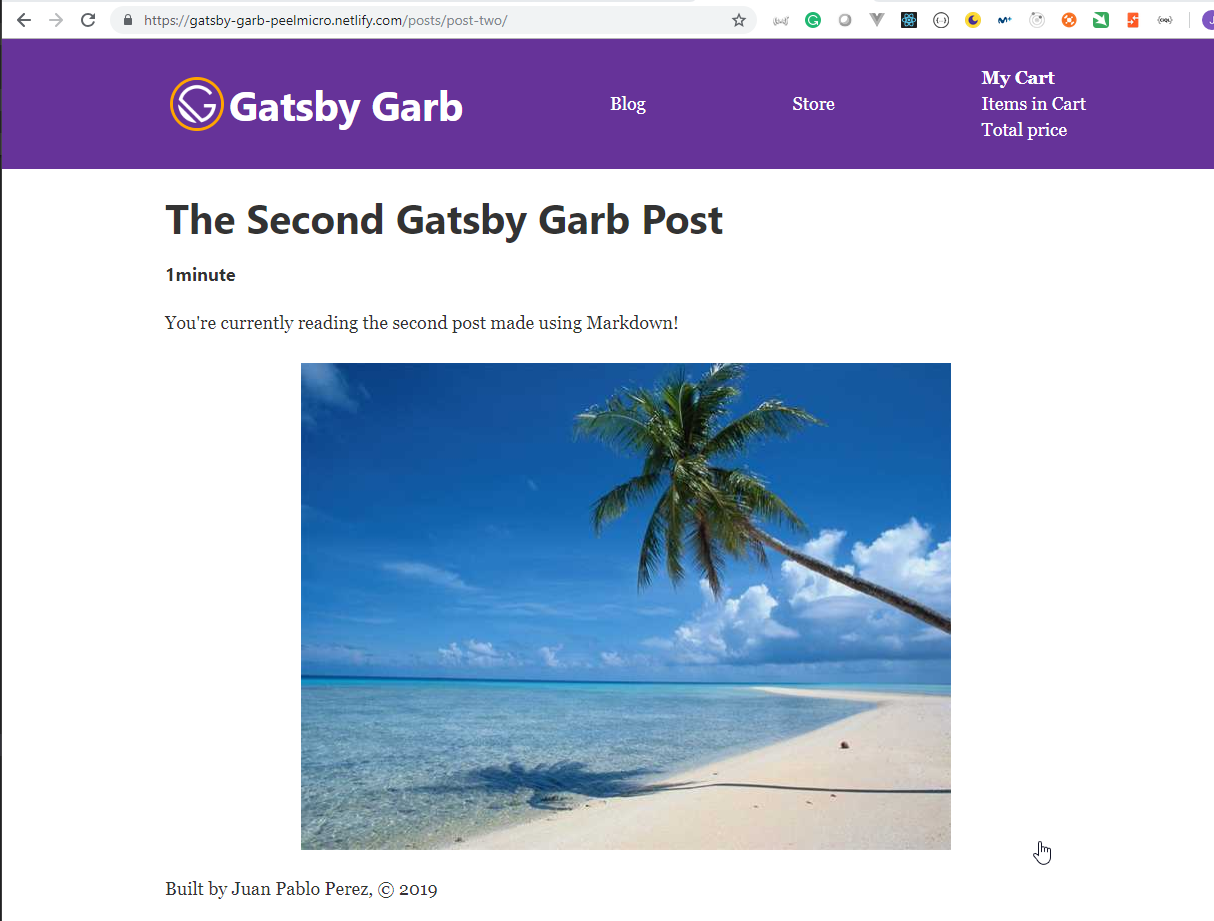 https://gatsby-garb-peelmicro.netlify.com/posts/post-two/
Gatsby Garb
Blog
Store
My Cart
Items in Cart
Total price
The Second Gatsby Garb Post
1minute
You're currently reading the second post made using Markdown!
Built by Juan Pablo Perez, © 2019